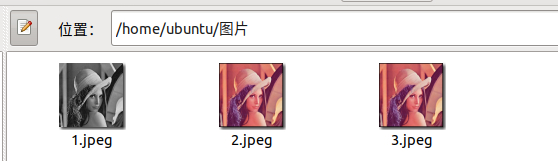 位置： /home/ubuntu/图片
1.jpeg 2.jpeg 3.jpeg